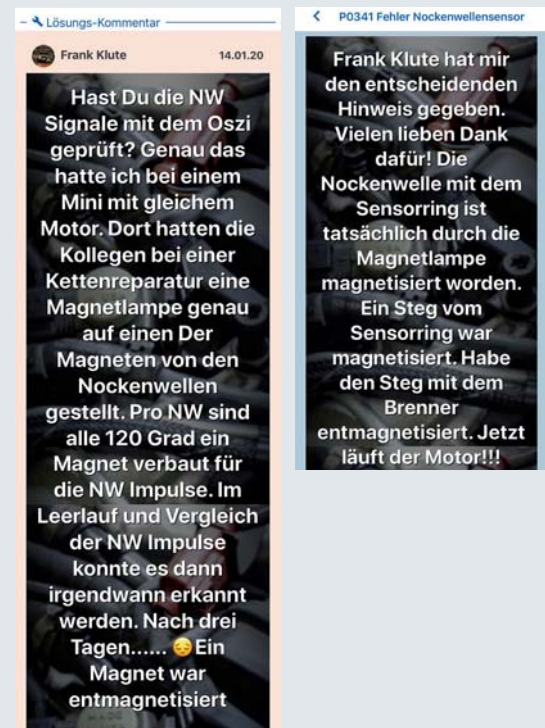 Lösungs-Kommentar
Frank Klute 14.01.20
Hast Du die NW
Signale mit dem Oszi
geprüft? Genau das
hatte ich bei einem
Mini mit gleichem
Motor. Dort hatten die
Kollegen bei einer
Kettenreparatur eine
Magnetlampe genau
auf einen Der
Magneten von den
Nockenwellen
gestellt. Pro NW sind
alle 120 Grad ein
Magnet verbaut für
die NW Impulse. Im
Leerlauf und Vergleich
der NW Impulse
konnte es dann
irgendwann erkannt
werden. Nach drei
Tagen...... 😔Ein
Magnet war
entmagnetisiert
P0341 Fehler Nockenwellensensor
Frank Klute hat mir
den entscheidenden
Hinweis gegeben.
Vielen lieben Dank
dafür! Die
Nockenwelle mit dem
Sensorring ist
tatsächlich durch die
Magnetlampe
magnetisiert worden.
Ein Steg vom
Sensorring war
magnetisiert. Habe
den Steg mit dem
Brenner
entmagnetisiert. Jetzt
läuft der Motor!!!